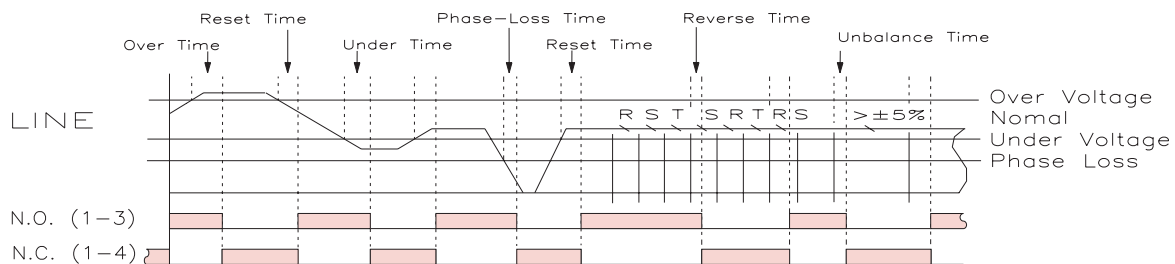 Reset Time Phase-Loss Time Reverse Time
Over Time Under Time Reset Time Unbalance Time
LINE
R S T S R T R S >±5%
Over Voltage
Nomal
Under Voltage
Phase Loss
N.O. (1-3)
N.C. (1-4)